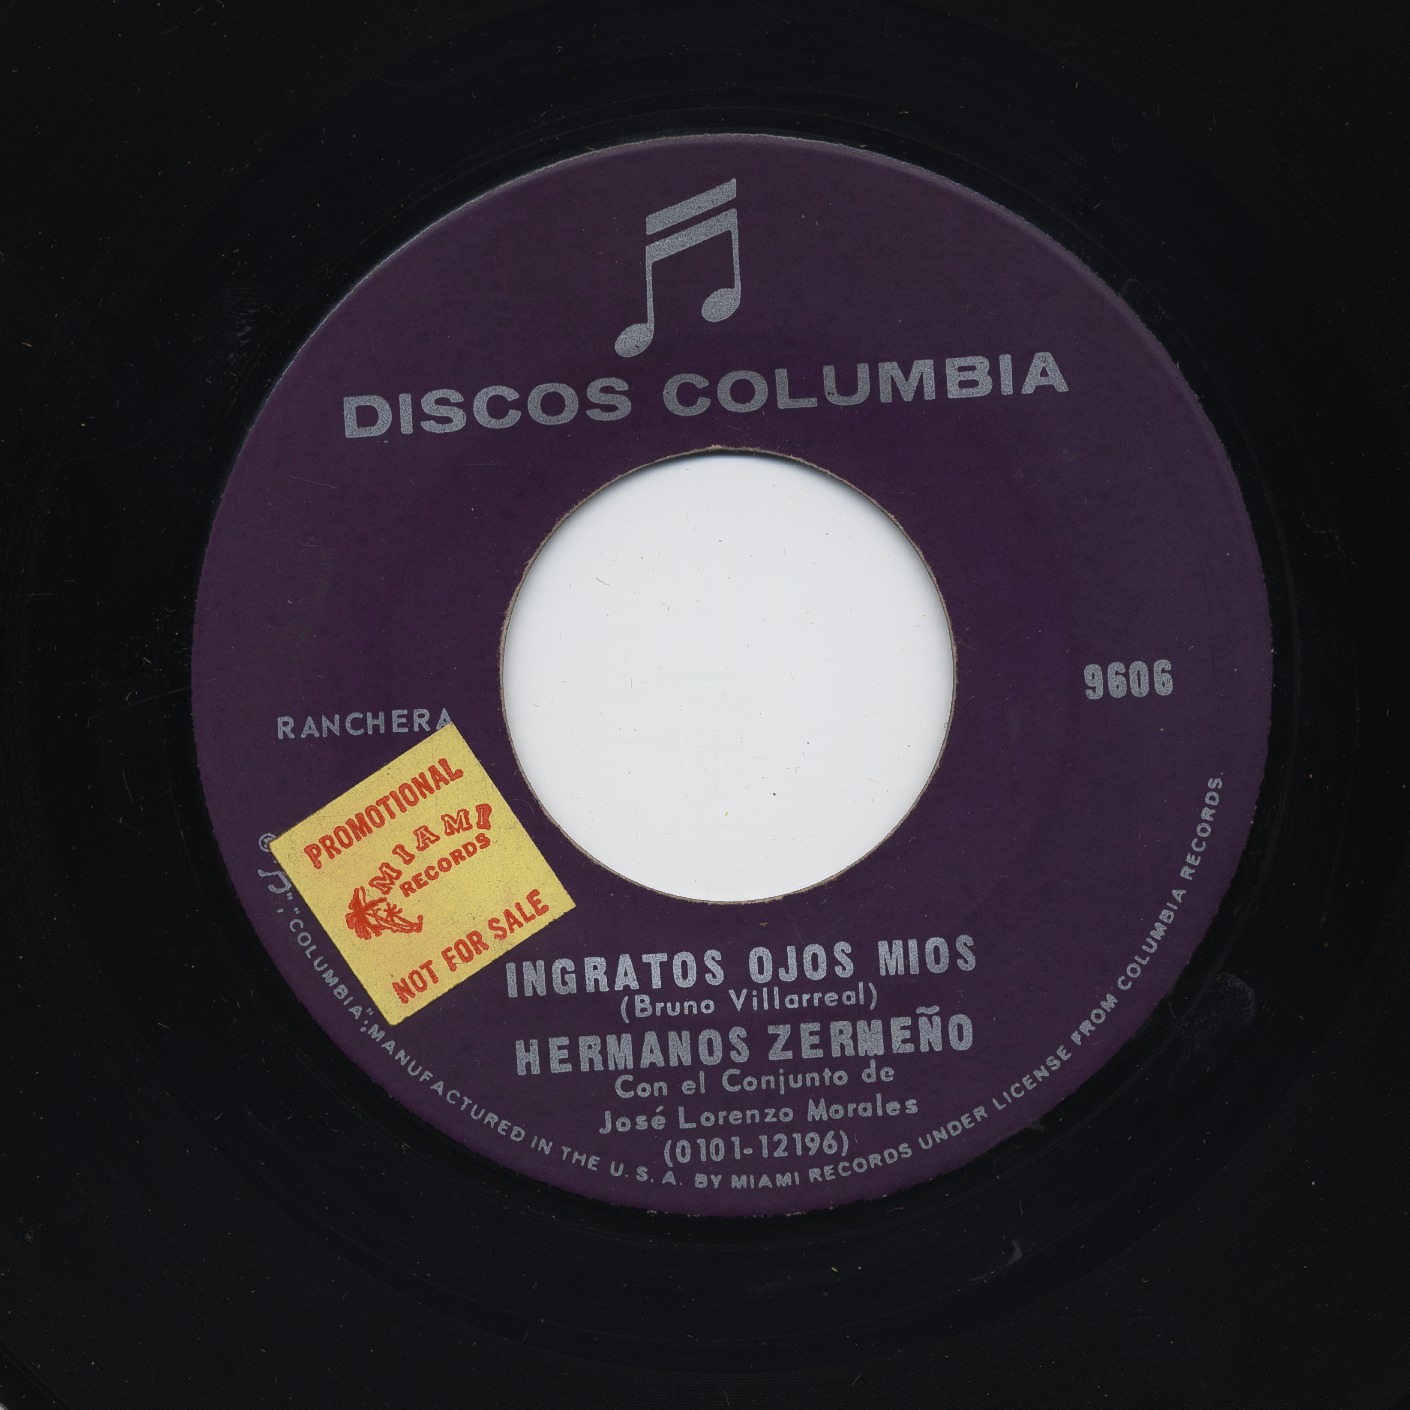 DISCOS COLUMBIA
9606
RANCHERA
PROMOTIONAL
MIAMI
RECORDS
NOT FOR SALE
INGRATOS OJOS MIOS
(Bruno Villarreal)
HERMANOS ZERMEÑO
Con el Conjunto de
José Lorenzo Morales
(0101-12196)
® ", "COLUMBIA", MANUFACTURED IN THE U.S.A. BY MIAMI RECORDS UNDER LICENSE FROM COLUMBIA RECORDS.